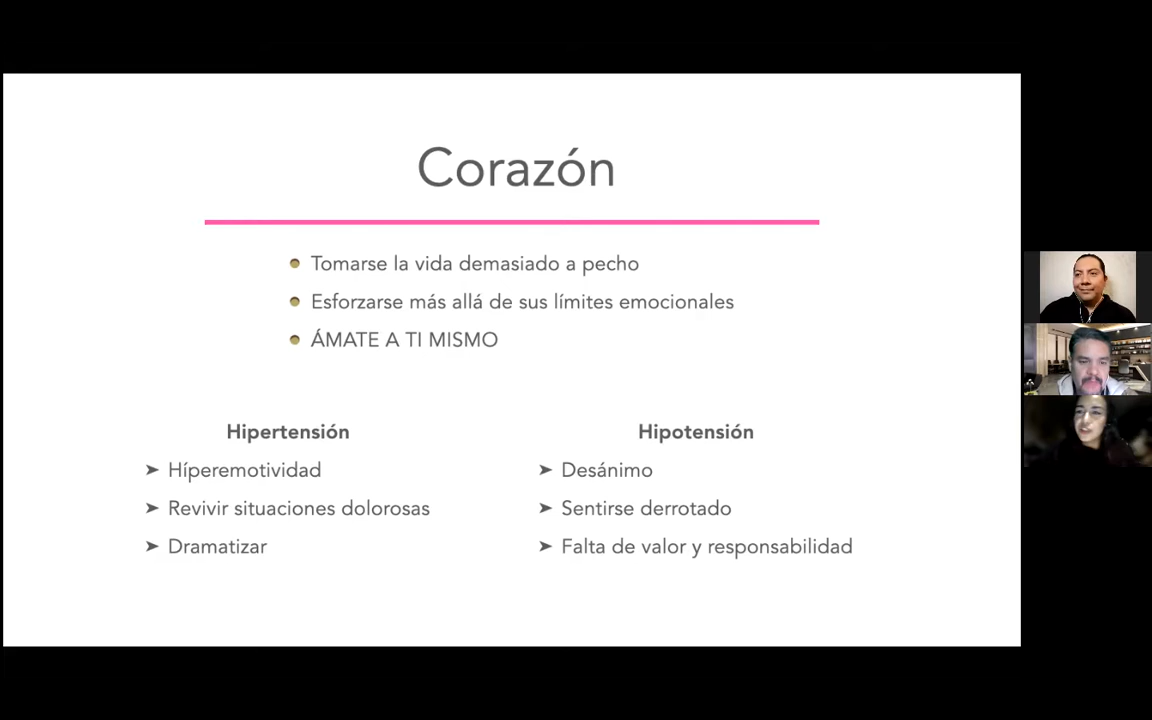 Corazón
Tomarse la vida demasiado a pecho
Esforzarse más allá de sus límites emocionales
ÁMATE A TI MISMO
Hipertensión
Híperemotividad
Revivir situaciones dolorosas
Dramatizar
Hipotensión
Desánimo
Sentirse derrotado
Falta de valor y responsabilidad